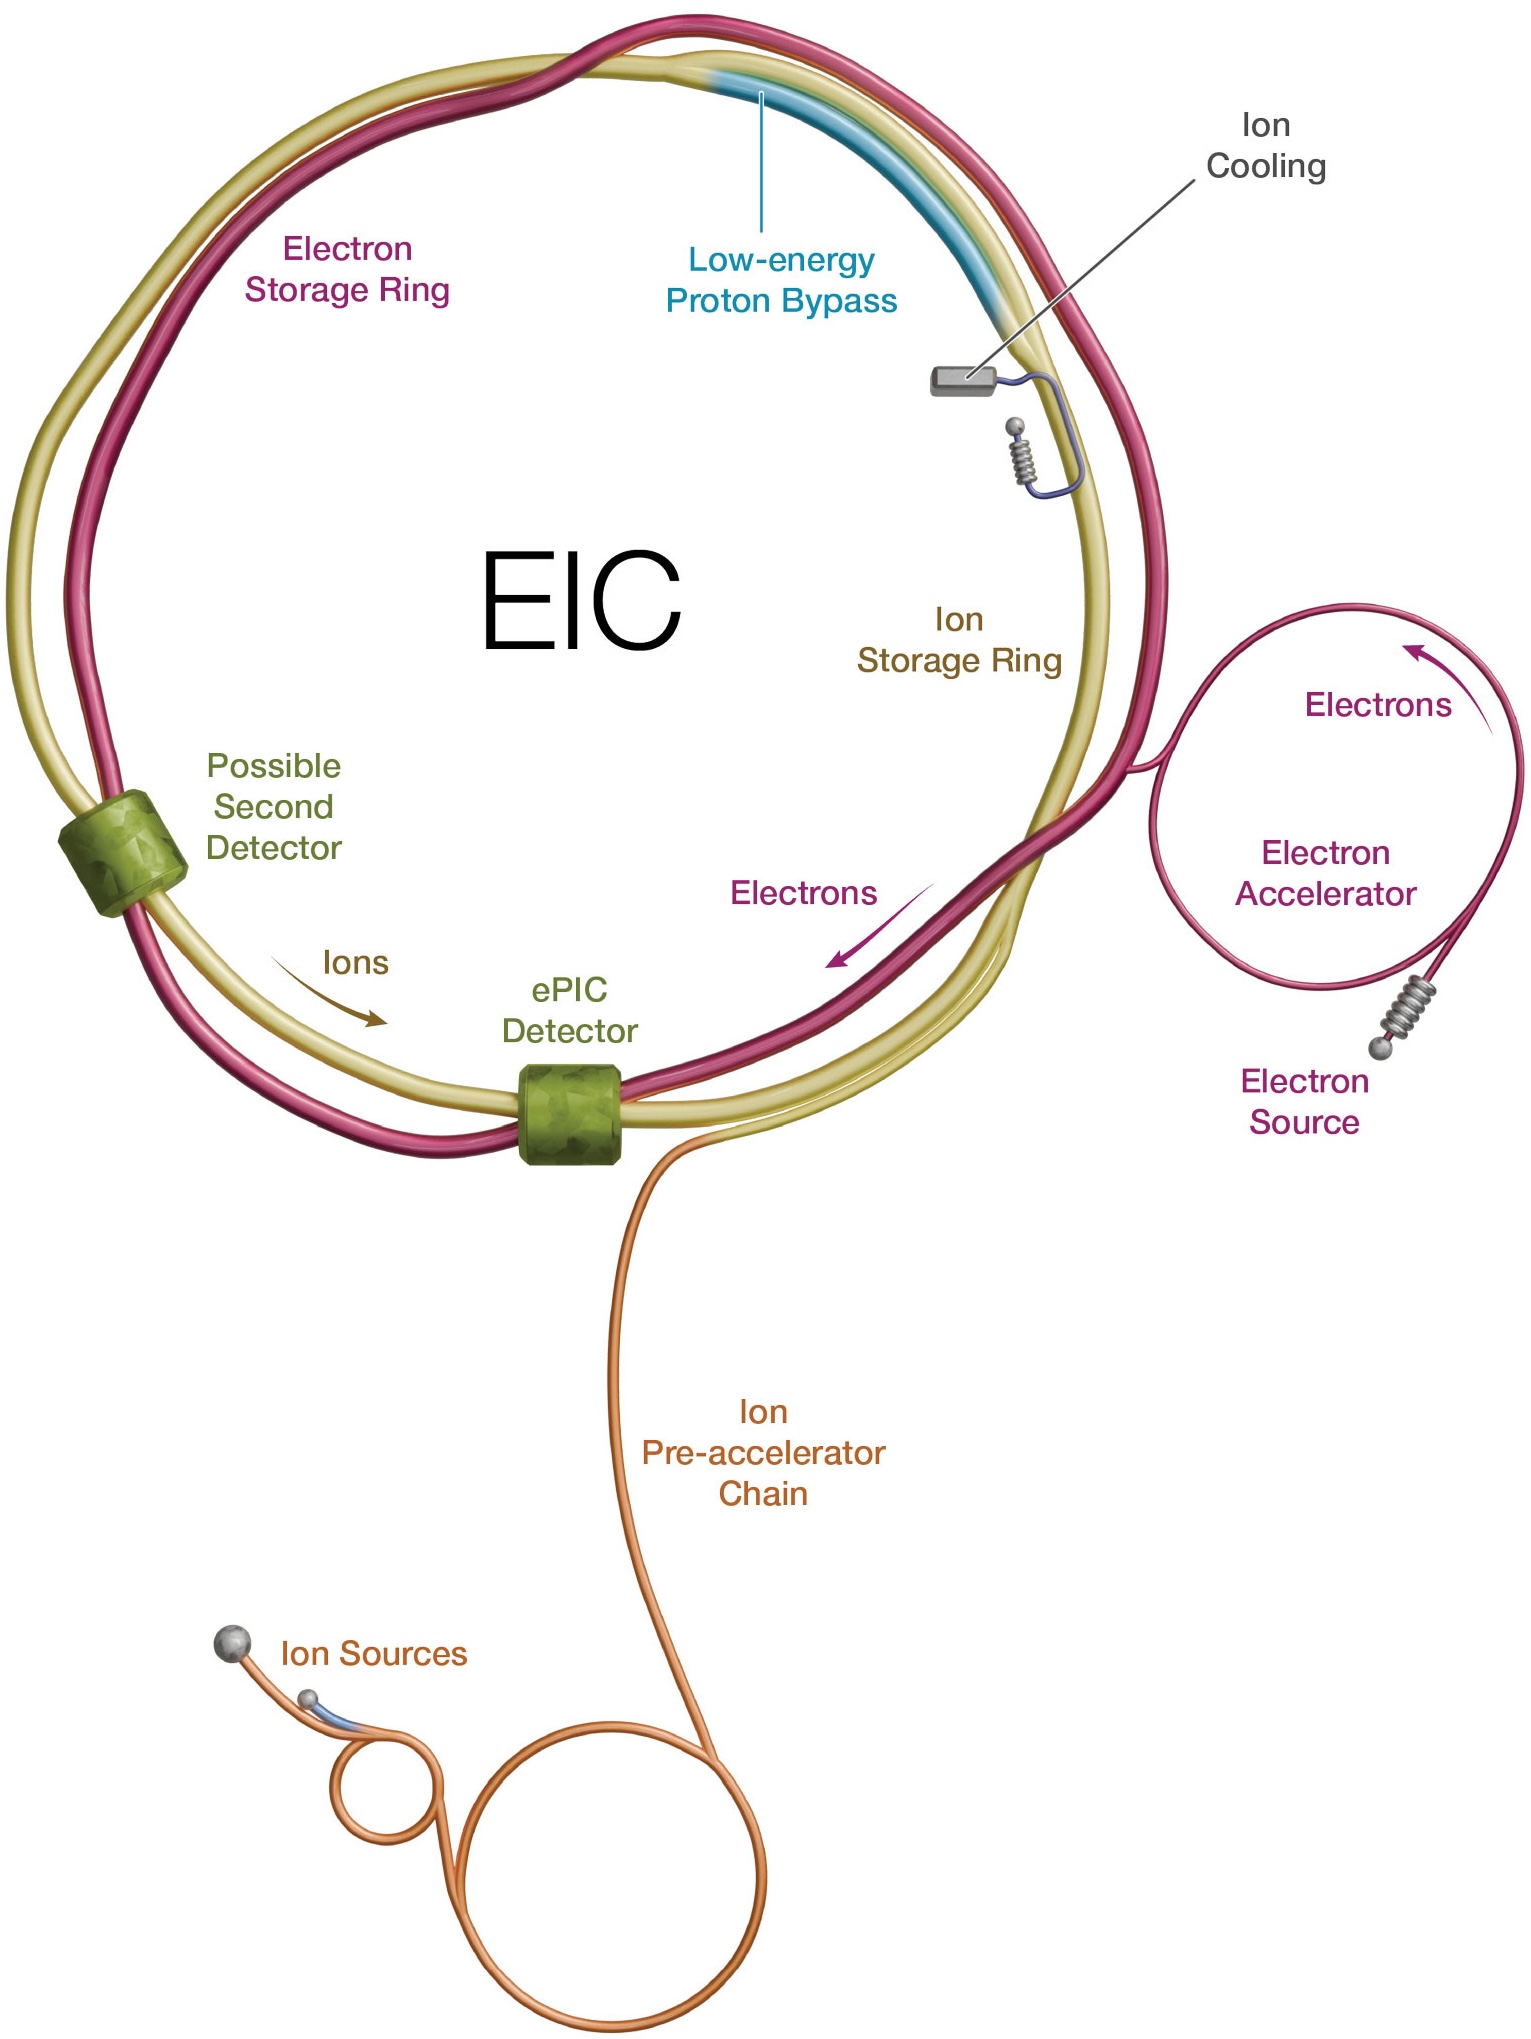 Ion
Cooling
Electron
Storage Ring
Low-energy
Proton Bypass
EIC
Ion
Storage Ring
Electrons
Possible
Second
Detector
Electron
Accelerator
Electrons
Ions
ePIC
Detector
Electron
Source
Ion
Pre-accelerator
Chain
Ion Sources